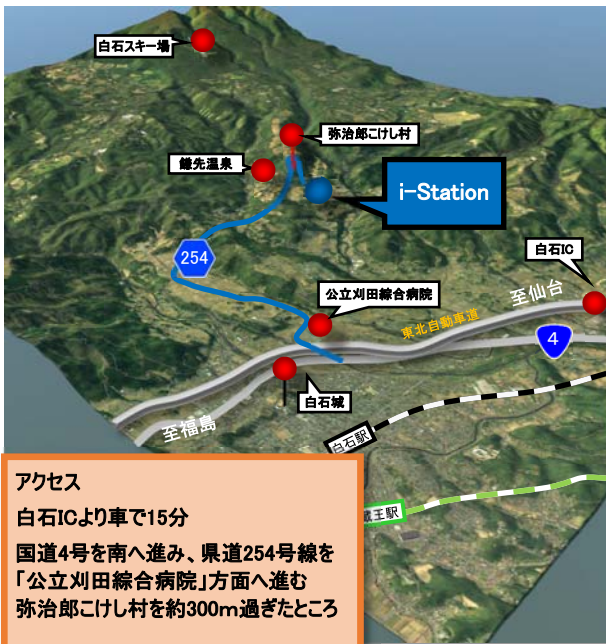 白石スキー場
弥治郎こけし村
鎌先温泉
i-Station
254
白石IC
公立刈田綜合病院
至仙台
東北自動車道
4
白石城
至福島
白石駅
蔵王駅
アクセス
白石ICより車で15分
国道4号を南へ進み、県道254号線を
「公立刈田綜合病院」方面へ進む
弥治郎こけし村を約300m過ぎたところ